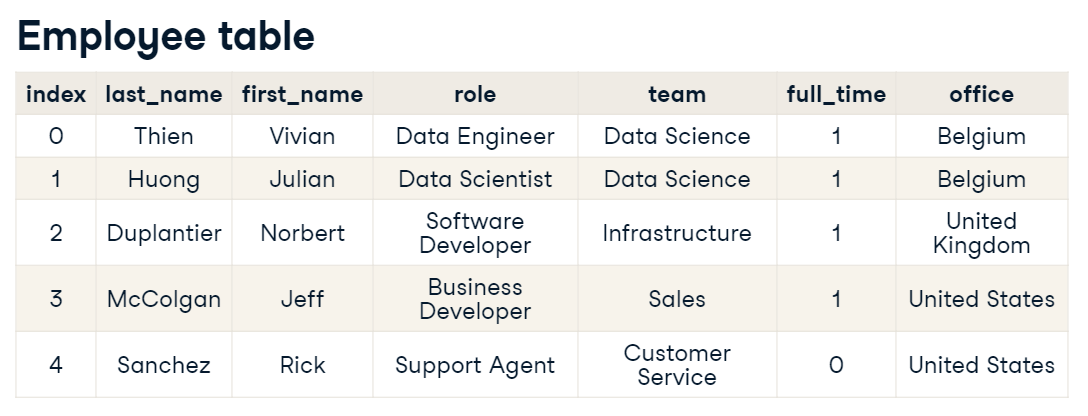 Employee table
index last_name first_name role team full_time office
0 Thien Vivian Data Engineer Data Science 1 Belgium
1 Huong Julian Data Scientist Data Science 1 Belgium
2 Duplantier Norbert Software Developer Infrastructure 1 United Kingdom
3 McColgan Jeff Business Developer Sales 1 United States
4 Sanchez Rick Support Agent Customer Service 0 United States